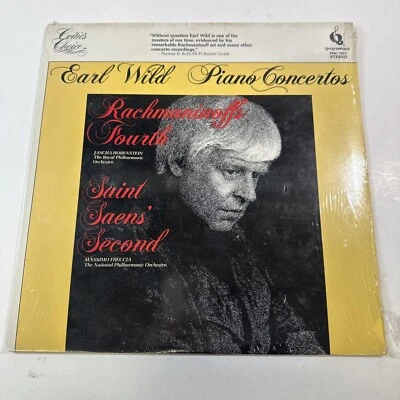 Critic's
Choice
"Without question Earl Wild is one of the
masters of our time, evidenced by his
remarkable Rachmaninoff set and many other
concerto recordings."
Quintessence
STEREO
Earl Wild Piano Concertos
Rachmaninoff's
Fourth
JASCHA HORENSTEIN
The Royal Philharmonic
Orchestra
Saint
Saens'
Second
MASSIMO FRECCIA
The National Philharmonic Orchestra